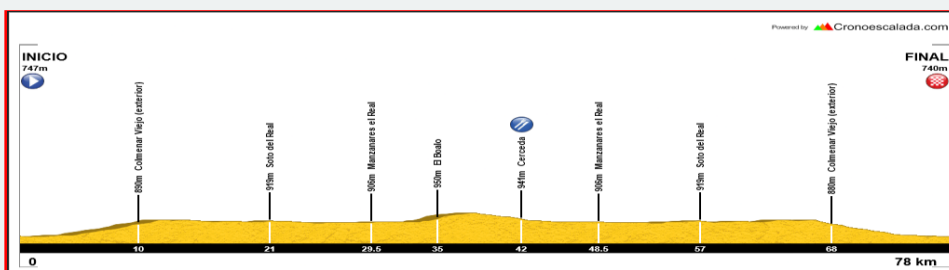 Powered by Cronoescalada.com
INICIO
747m
FINAL
740m
890m Colmenar Viejo (exterior)
919m Soto del Real
906m Manzanares el Real
950m El Boalo
941m Cerceda
906m Manzanares el Real
919m Soto del Real
880m Colmenar Viejo (exterior)
10 21 29.5 35 42 48.5 57 68
0 78 km